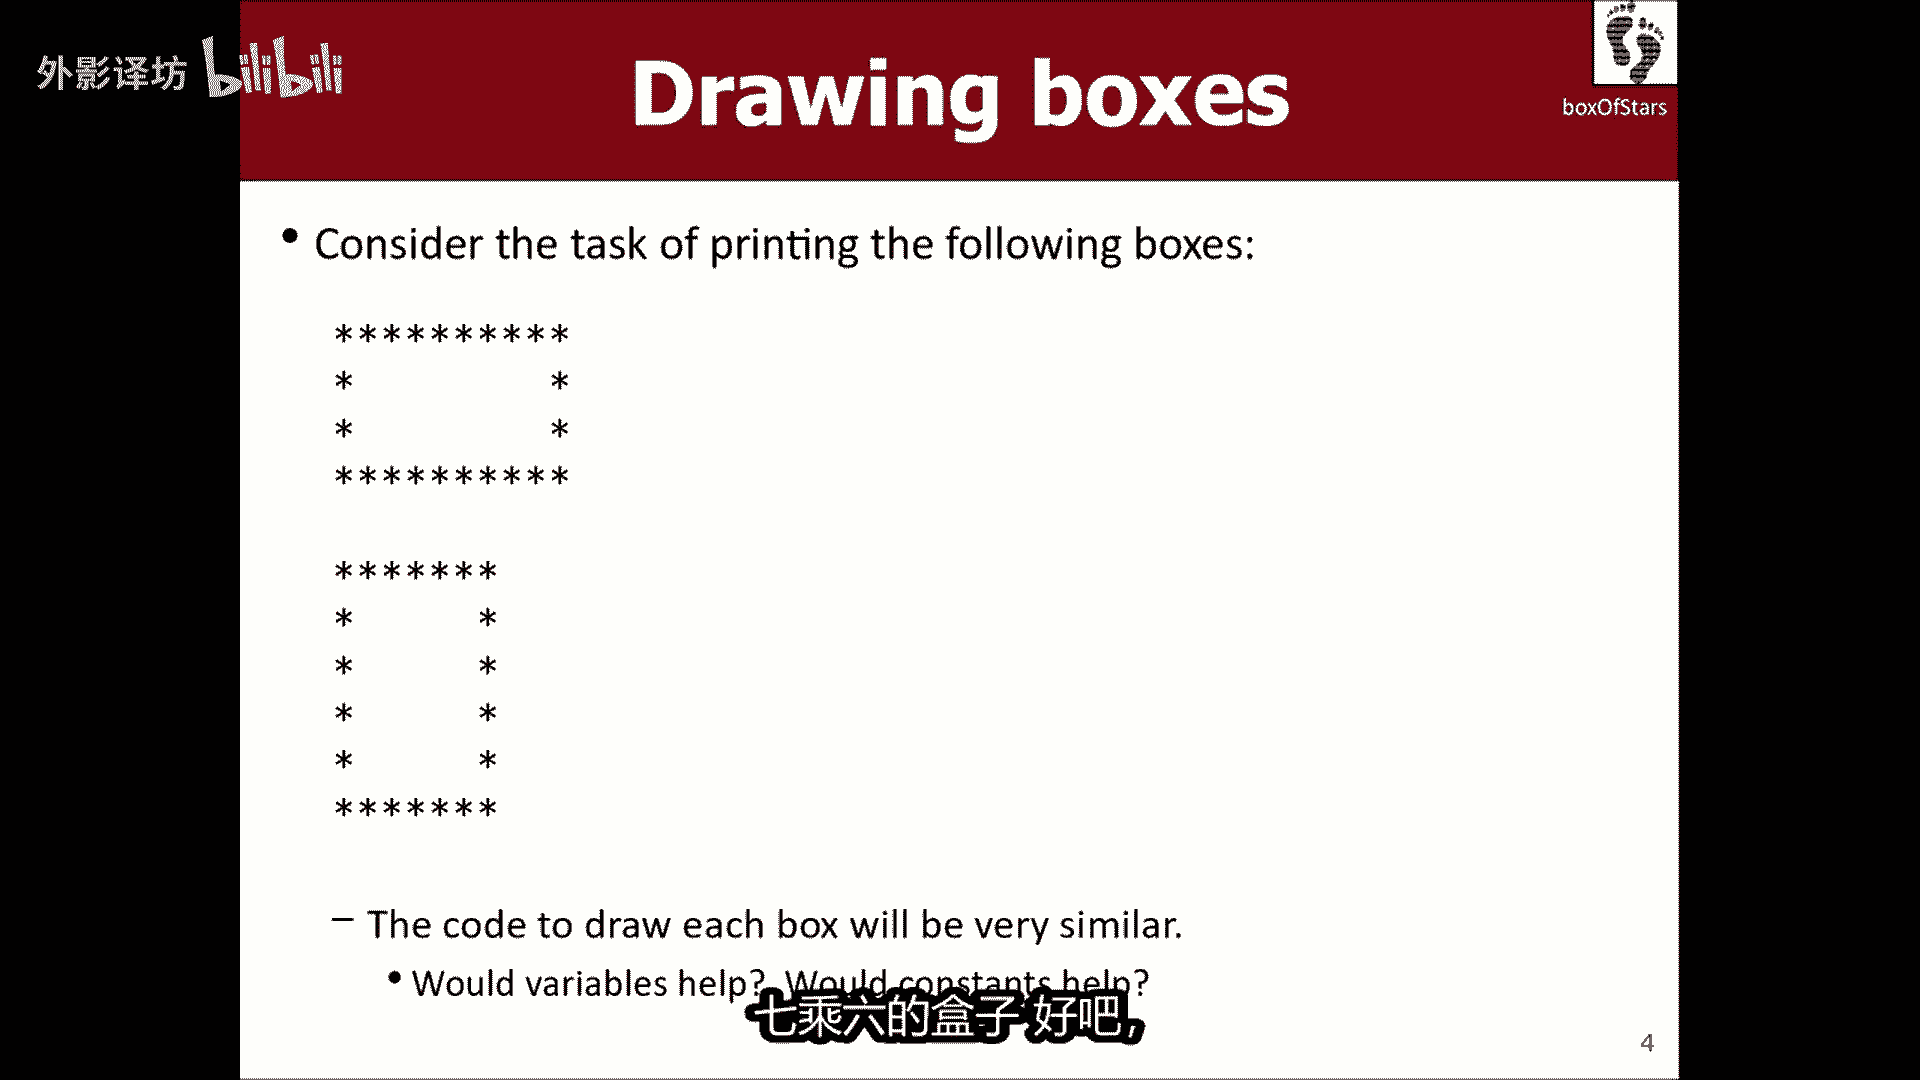 外影译坊 bilibili
Drawing boxes
boxOfStars
• Consider the task of printing the following boxes:
**********
*        *
*        *
**********
*******
*     *
*     *
*     *
*     *
*******
– The code to draw each box will be very similar.
• Would variables help? Would constants help?
七乘六的盒子 好吧,
4